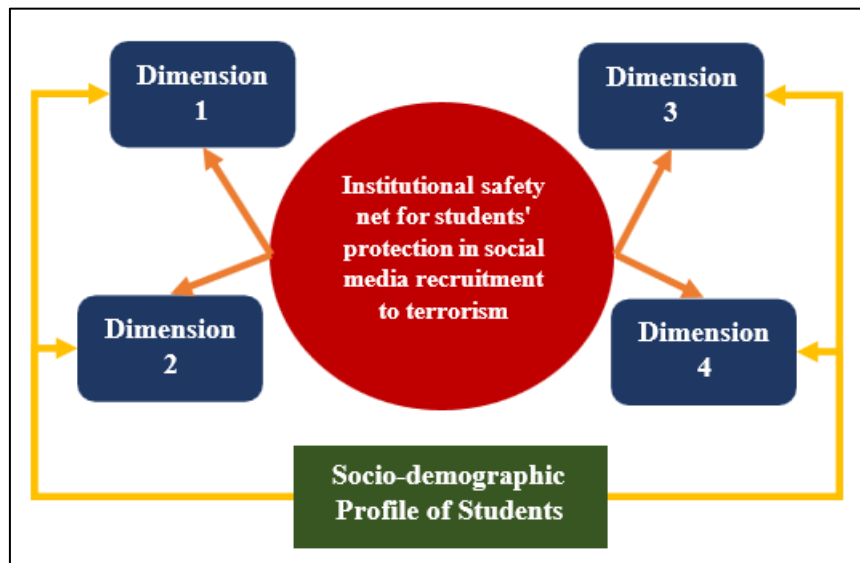 Dimension
1
Dimension
3
Institutional safety
net for students'
protection in social
media recruitment
to terrorism
Dimension
2
Dimension
4
Socio-demographic
Profile of Students